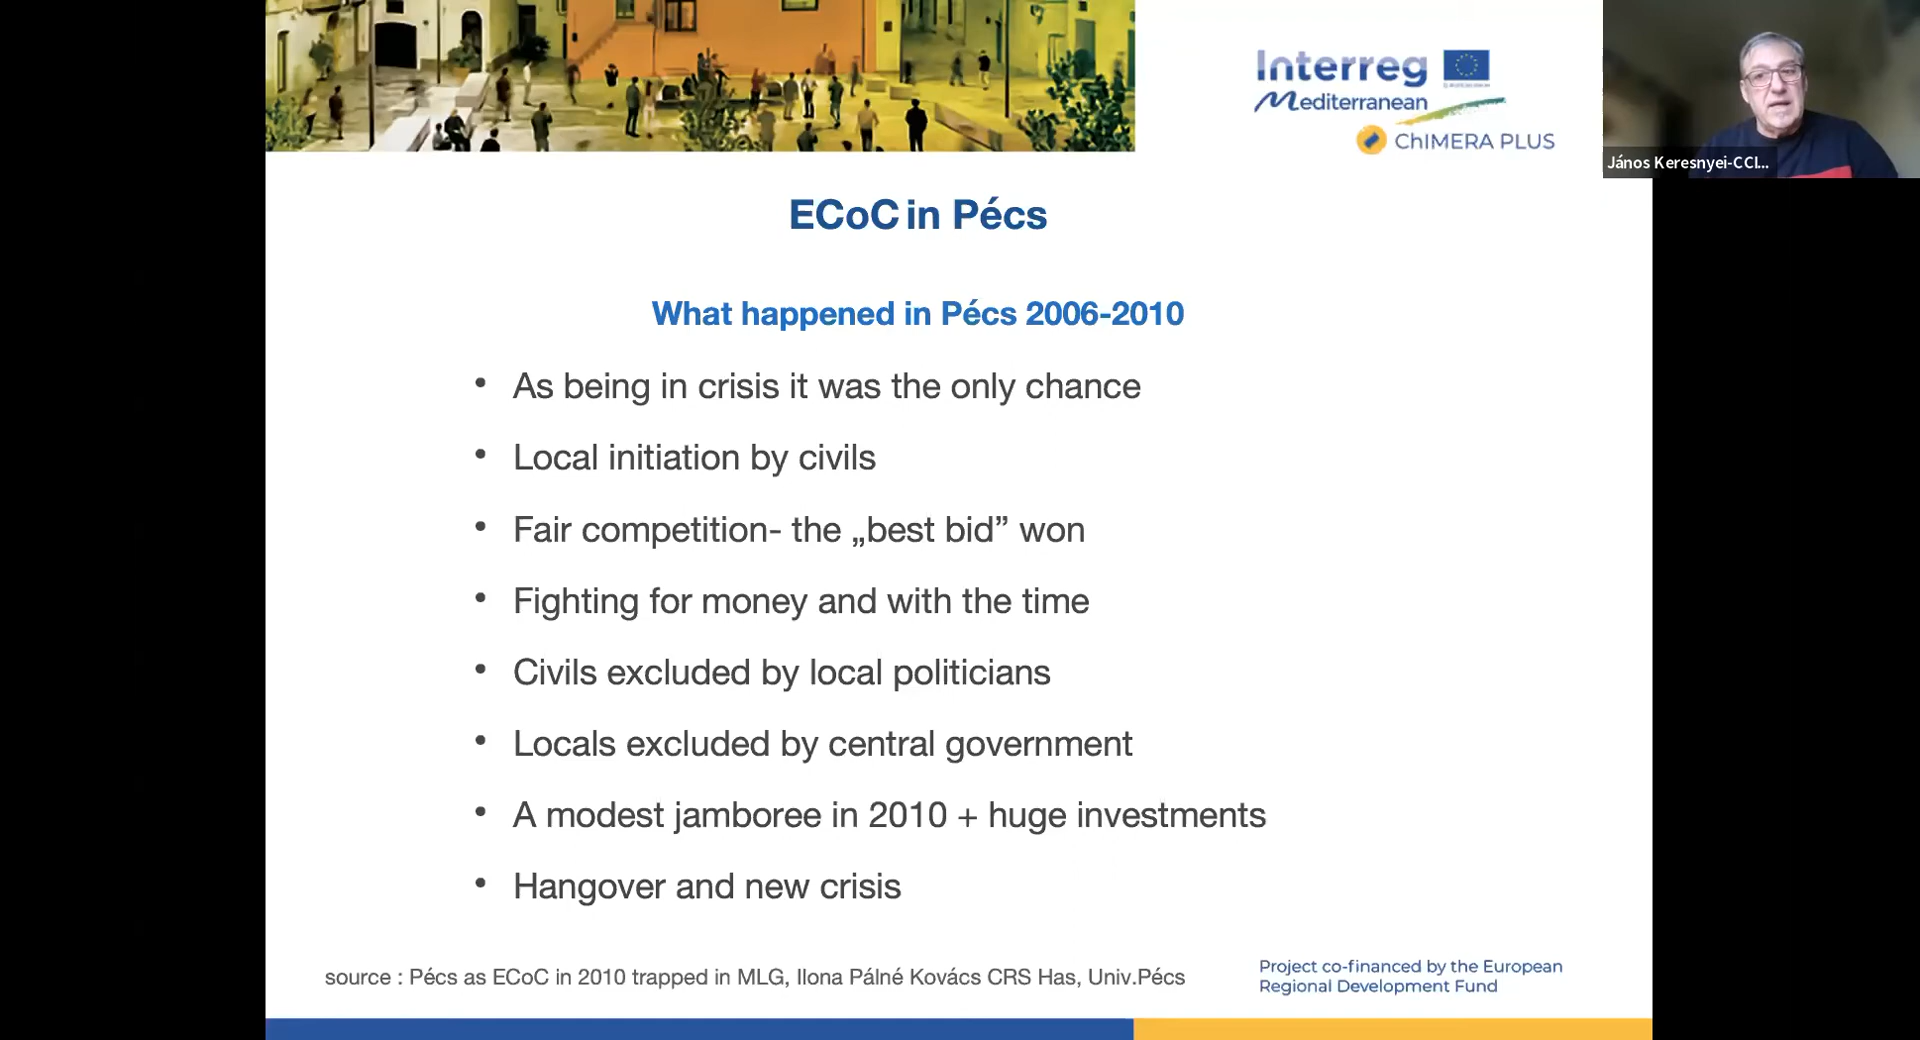 Interreg
Mediterranean
ChIMERA PLUS
János Keresnyei-CCI...
ECoC in Pécs
What happened in Pécs 2006-2010
• As being in crisis it was the only chance
• Local initiation by civils
• Fair competition- the „best bid” won
• Fighting for money and with the time
• Civils excluded by local politicians
• Locals excluded by central government
• A modest jamboree in 2010 + huge investments
• Hangover and new crisis
source : Pécs as ECoC in 2010 trapped in MLG, Ilona Pálné Kovács CRS Has, Univ.Pécs
Project co-financed by the European
Regional Development Fund